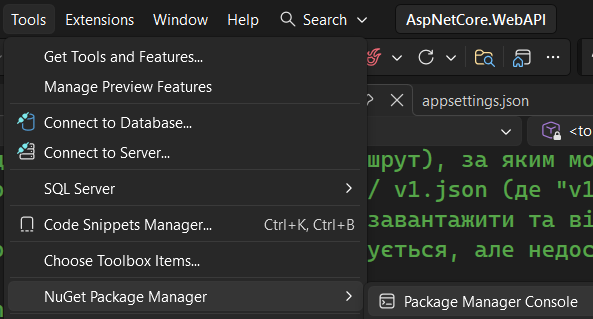 Tools Extensions Window Help Search AspNetCore.WebAPI
Get Tools and Features...
Manage Preview Features
appsettings.json
Connect to Database...
<to
Connect to Server...
шрут), за яким мо
SQL Server
/ v1.json (де "v1
Code Snippets Manager... Ctrl+K, Ctrl+B
завантажити та ві
Choose Toolbox Items...
ується, але недос
NuGet Package Manager
Package Manager Console